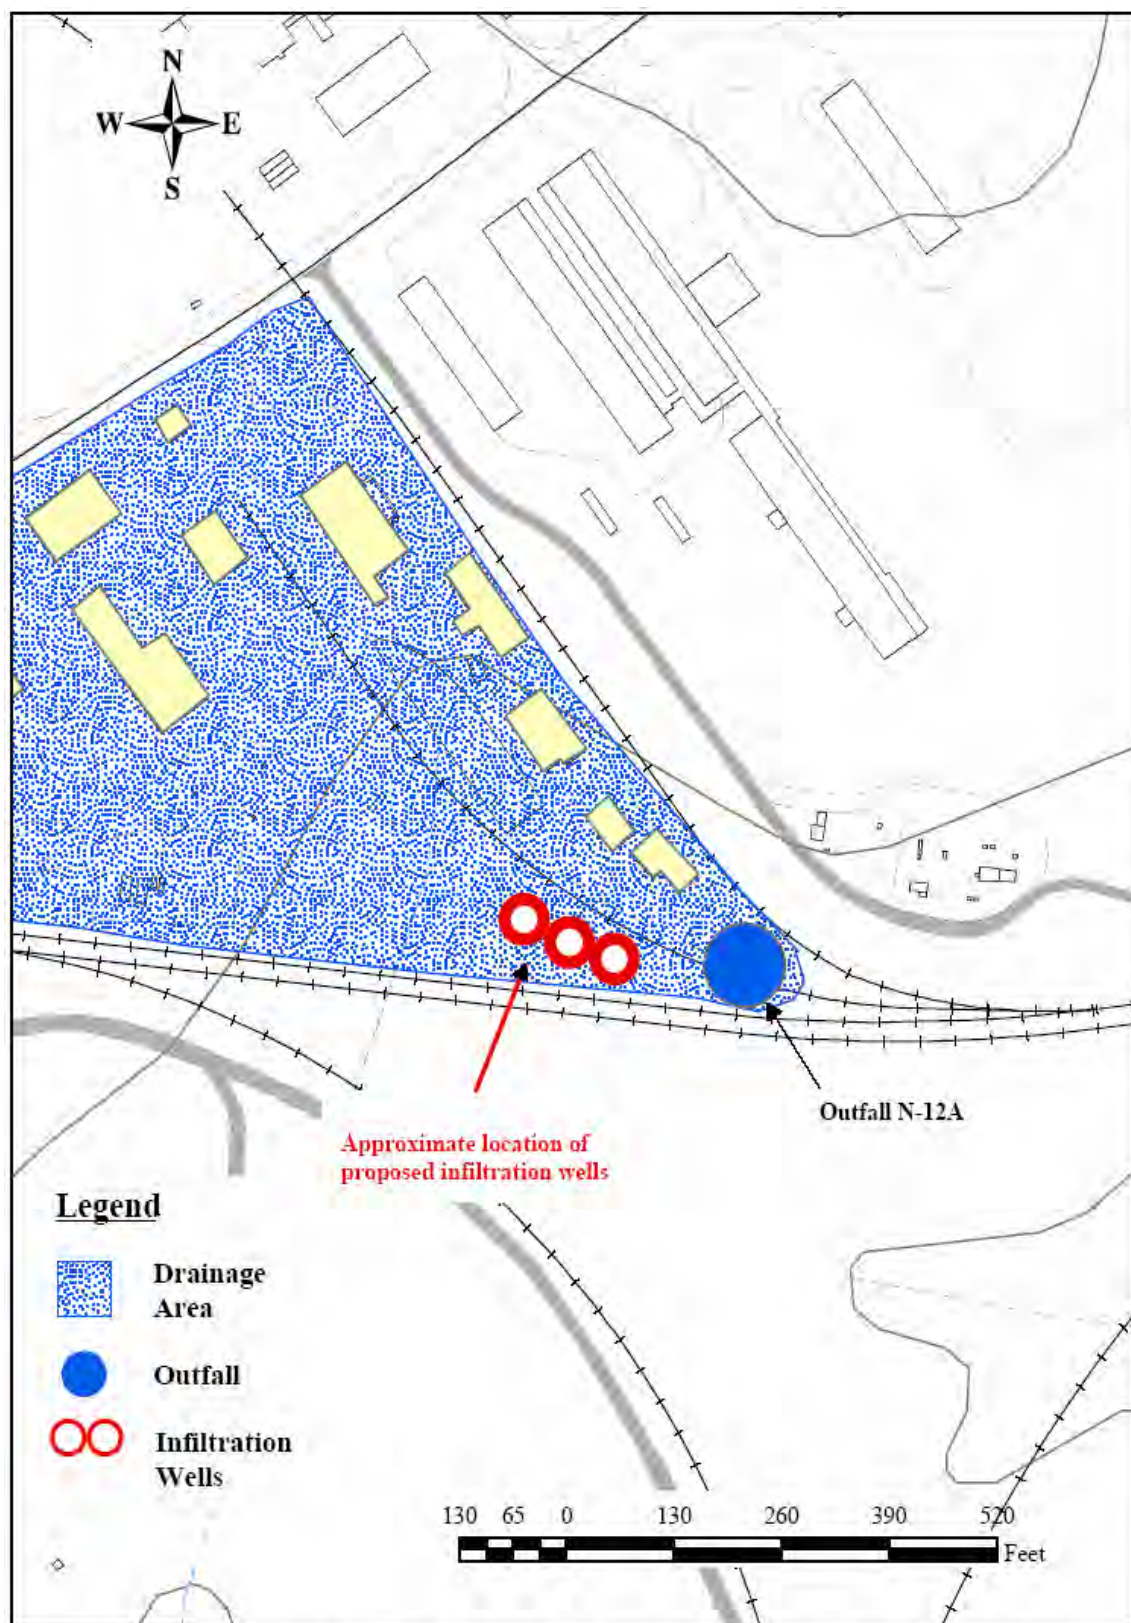 N
W E
S
Outfall N-12A
Approximate location of
proposed infiltration wells
Legend
Drainage
Area
Outfall
Infiltration
Wells
130 65 0 130 260 390 520
Feet